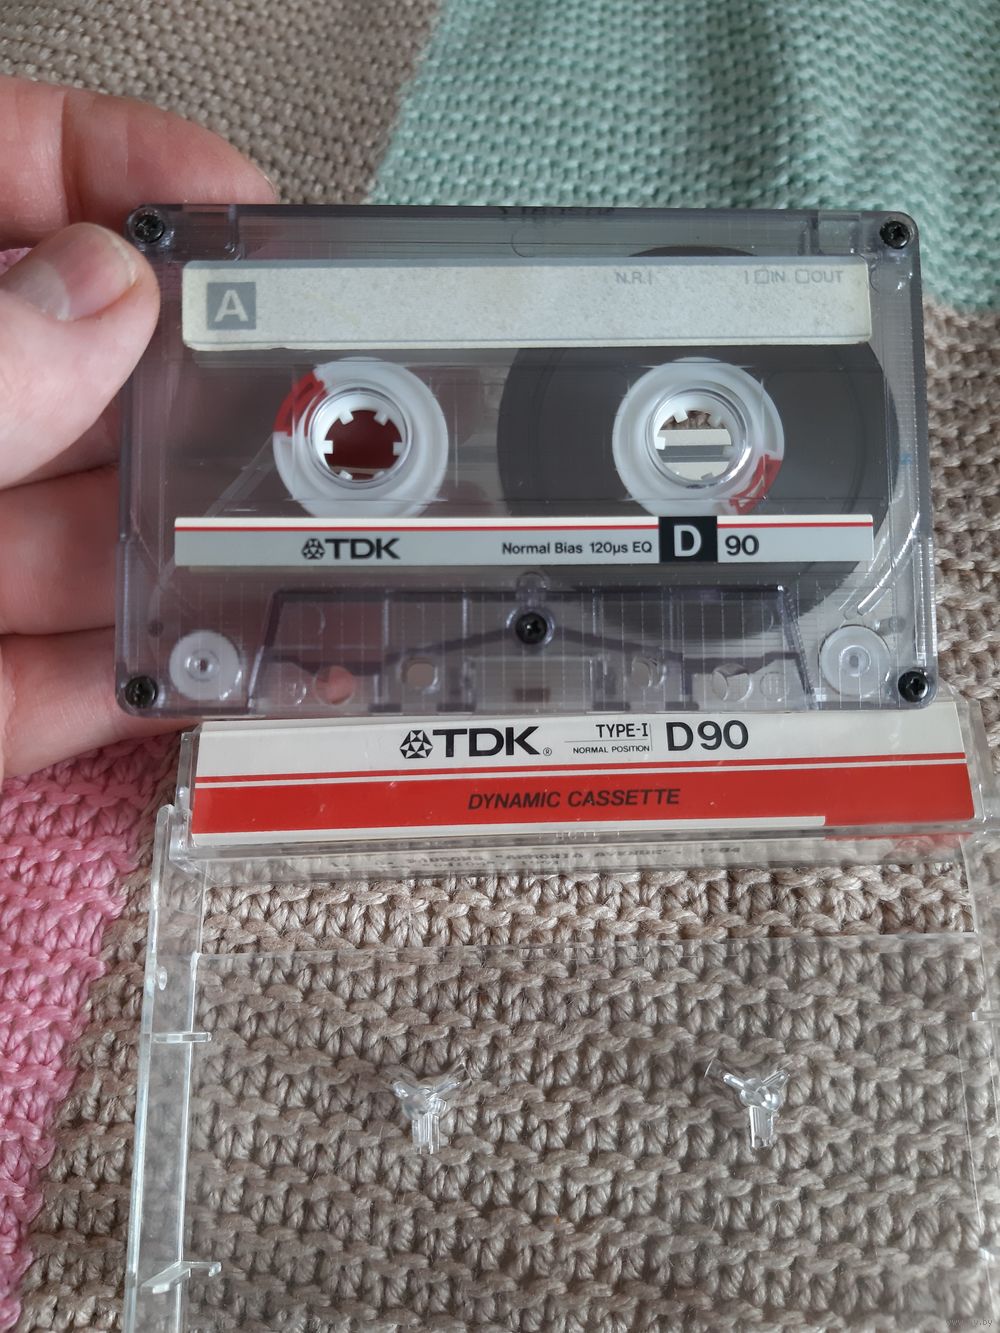 A
N.R.
IN OUT
TDK Normal Bias 120µs EQ D 90
TDK® TYPE-I D90
NORMAL POSITION
DYNAMIC CASSETTE